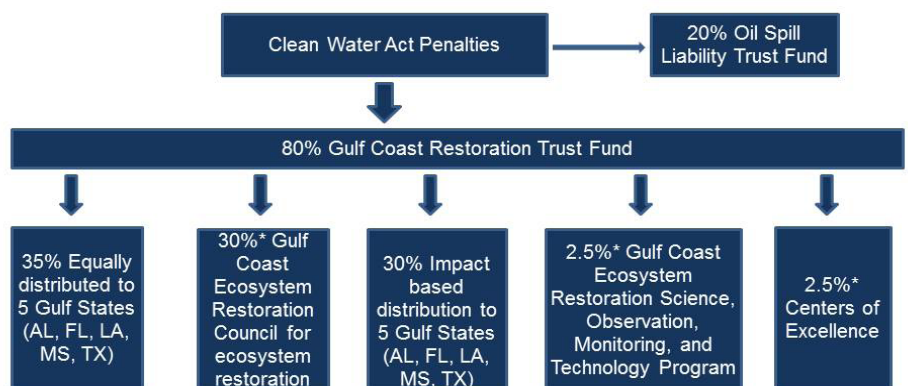 Clean Water Act Penalties
20% Oil Spill
Liability Trust Fund
80% Gulf Coast Restoration Trust Fund
35% Equally
distributed to
5 Gulf States
(AL, FL, LA,
MS, TX)
30%* Gulf
Coast
Ecosystem
Restoration
Council for
ecosystem
restoration
30% Impact
based
distribution to
5 Gulf States
(AL, FL, LA,
MS, TX)
2.5%* Gulf Coast
Ecosystem
Restoration Science,
Observation,
Monitoring, and
Technology Program
2.5%*
Centers of
Excellence